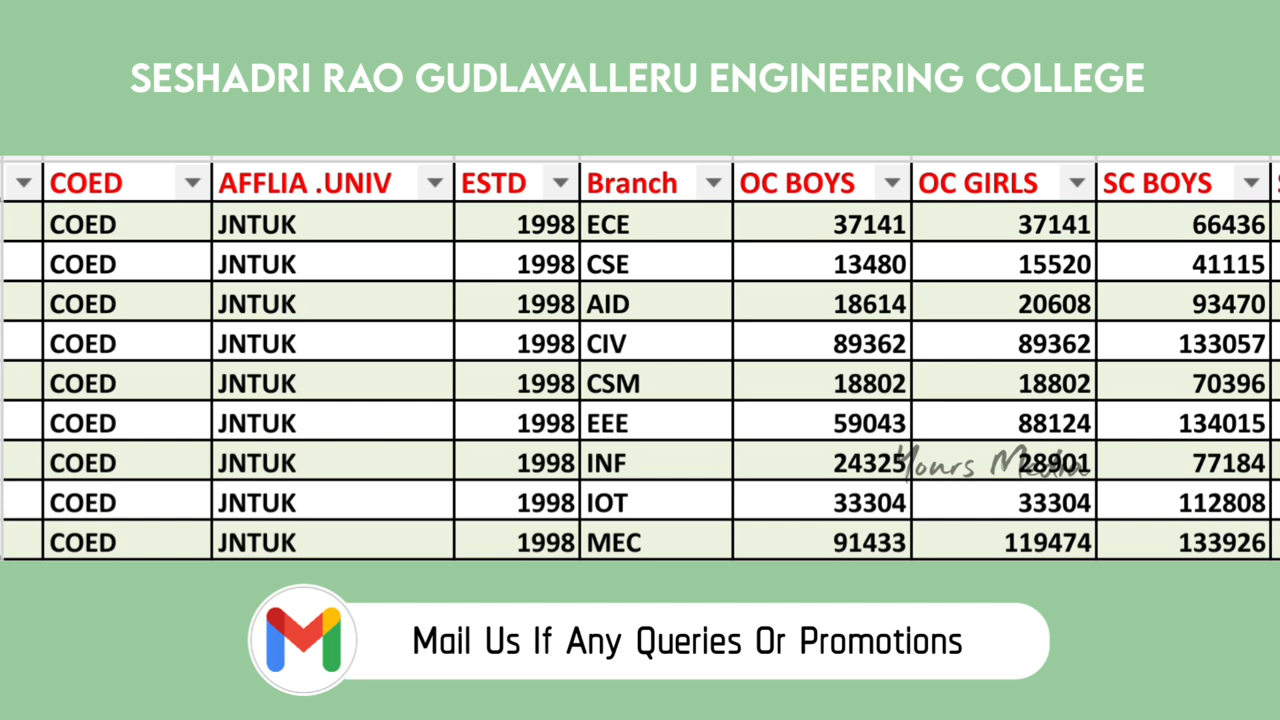 SESHADRI RAO GUDLAVALLERU ENGINEERING COLLEGE
COED AFFLIA .UNIV ESTD Branch OC BOYS OC GIRLS SC BOYS
COED JNTUK 1998 ECE 37141 37141 66436
COED JNTUK 1998 CSE 13480 15520 41115
COED JNTUK 1998 AID 18614 20608 93470
COED JNTUK 1998 CIV 89362 89362 133057
COED JNTUK 1998 CSM 18802 18802 70396
COED JNTUK 1998 EEE 59043 88124 134015
COED JNTUK 1998 INF 24325 28901 77184
Yours Media
COED JNTUK 1998 IOT 33304 33304 112808
COED JNTUK 1998 MEC 91433 119474 133926
Mail Us If Any Queries Or Promotions